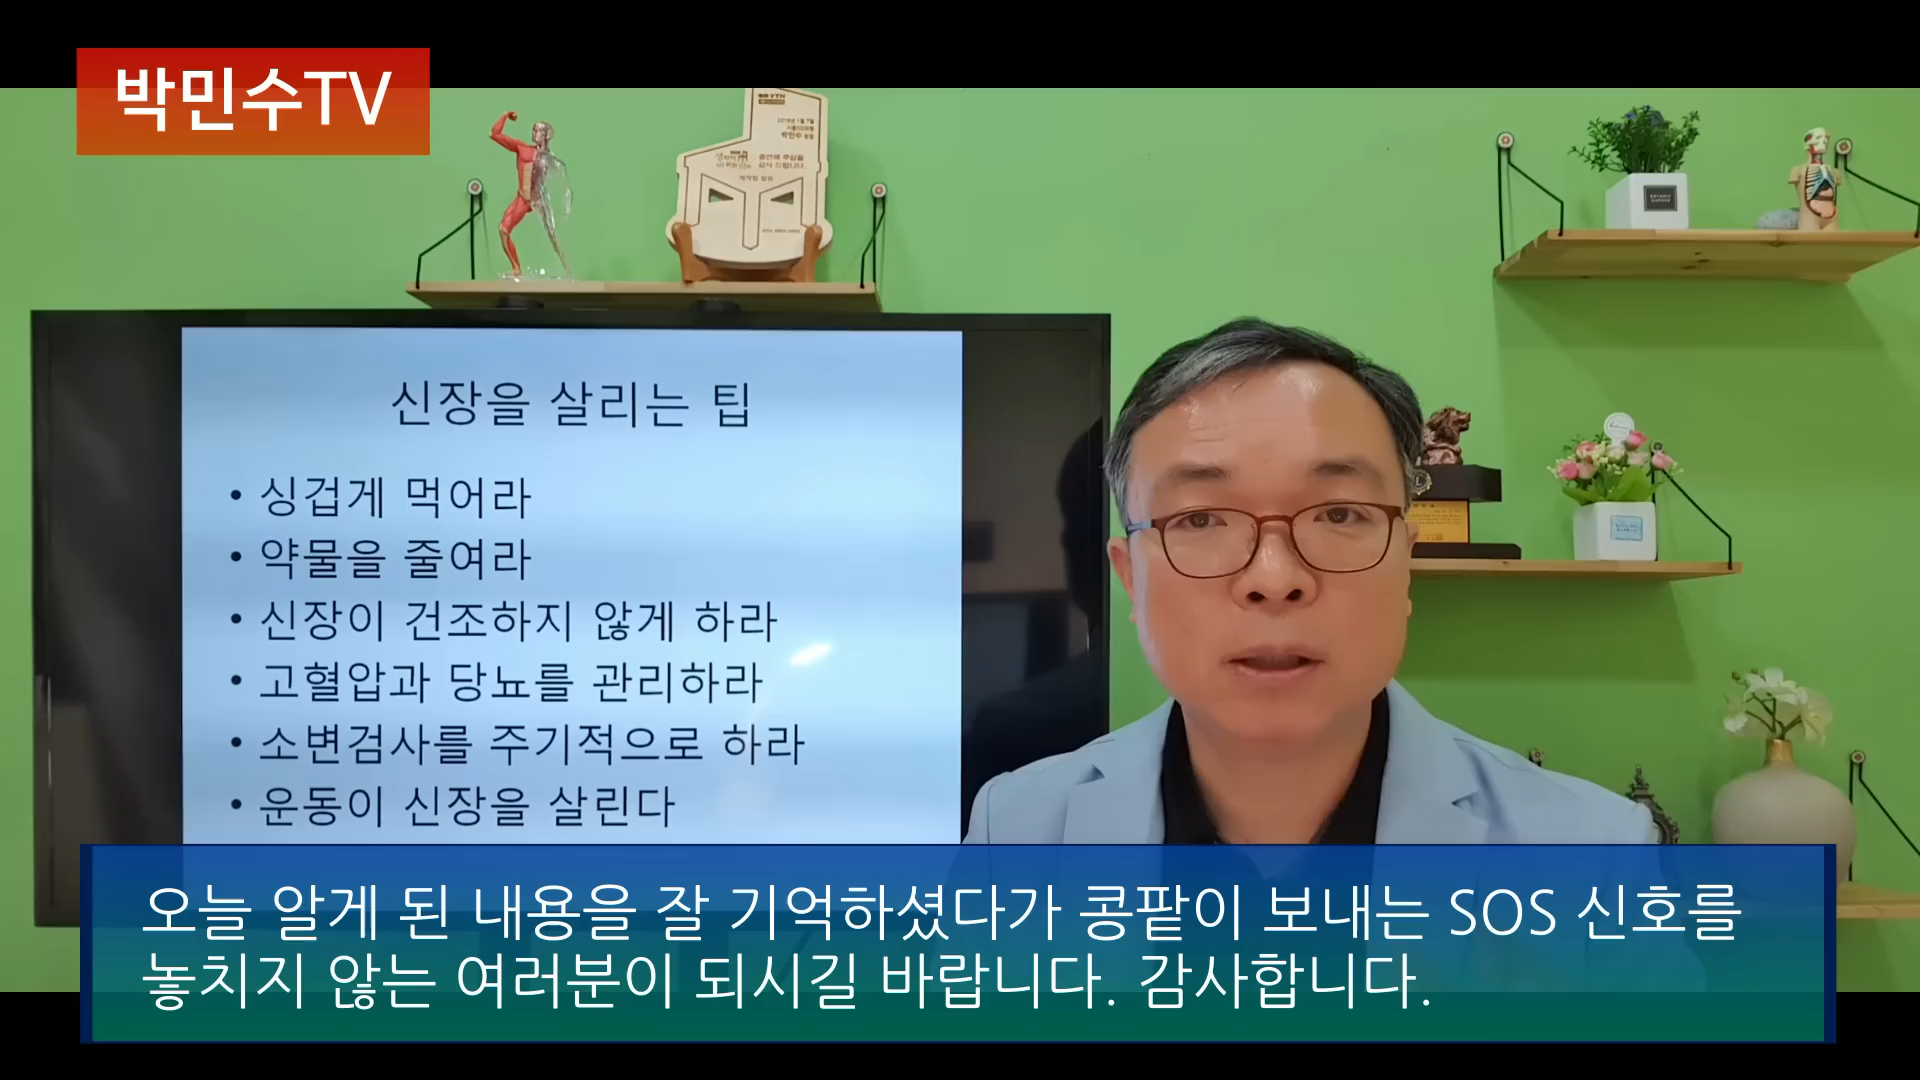 박민수TV
신장을 살리는 팁
• 싱겁게 먹어라
• 약물을 줄여라
• 신장이 건조하지 않게 하라
• 고혈압과 당뇨를 관리하라
• 소변검사를 주기적으로 하라
• 운동이 신장을 살린다
오늘 알게 된 내용을 잘 기억하셨다가 콩팥이 보내는 SOS 신호를
놓치지 않는 여러분이 되시길 바랍니다. 감사합니다.